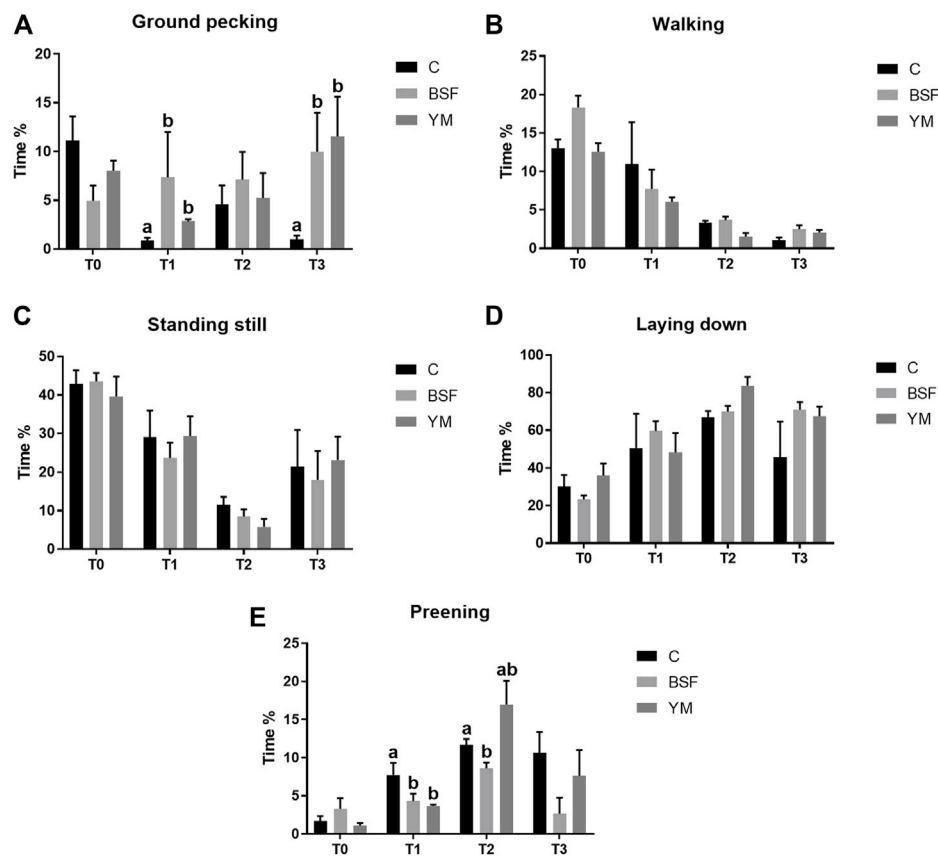 A
Ground pecking
Time %
20
15
10
5
0
a
b
b
a
b
b
T0 T1 T2 T3
C
BSF
YM
B
Walking
Time %
25
20
15
10
5
0
T0 T1 T2 T3
C
BSF
YM
C
Standing still
Time %
50
40
30
20
10
0
T0 T1 T2 T3
C
BSF
YM
D
Laying down
Time %
100
80
60
40
20
0
T0 T1 T2 T3
C
BSF
YM
E
Preening
Time %
25
20
15
10
5
0
a
b
b
a
b
ab
T0 T1 T2 T3
C
BSF
YM